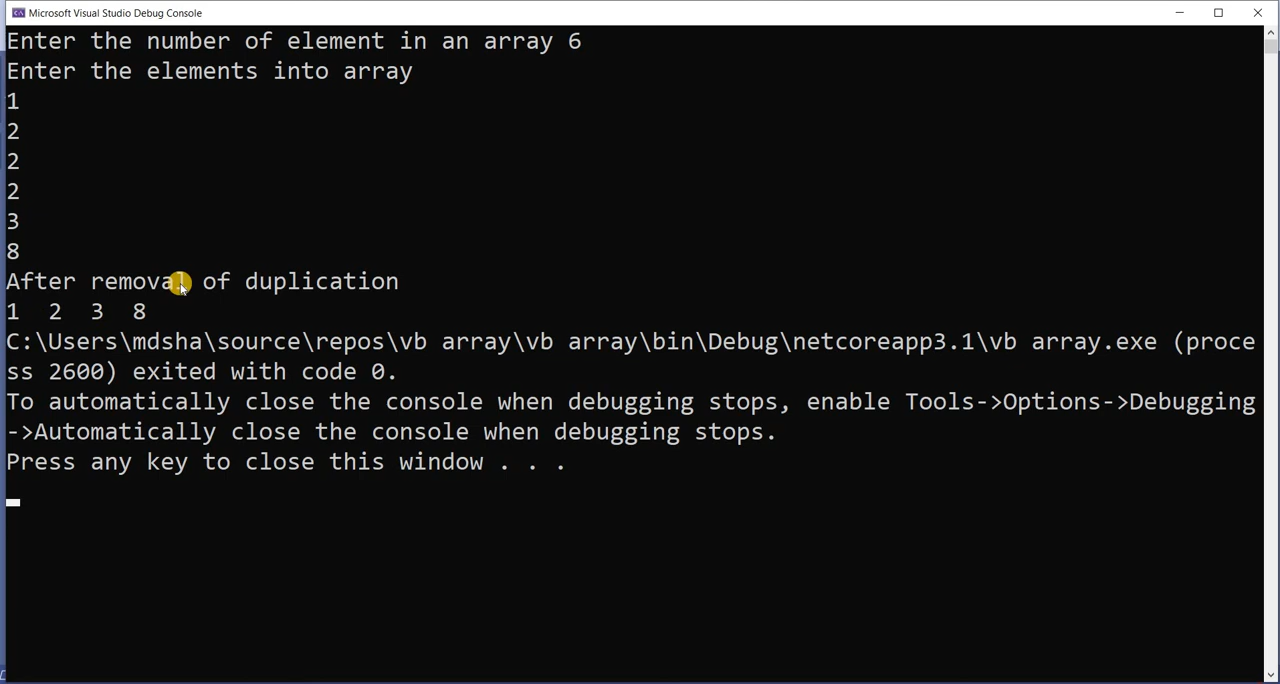 Microsoft Visual Studio Debug Console
Enter the number of element in an array 6
Enter the elements into array
1
2
2
2
3
8
After removal of duplication
1  2  3  8
C:\Users\mdsha\source\repos\vb array\vb array\bin\Debug\netcoreapp3.1\vb array.exe (proce
ss 2600) exited with code 0.
To automatically close the console when debugging stops, enable Tools->Options->Debugging
->Automatically close the console when debugging stops.
Press any key to close this window . . .